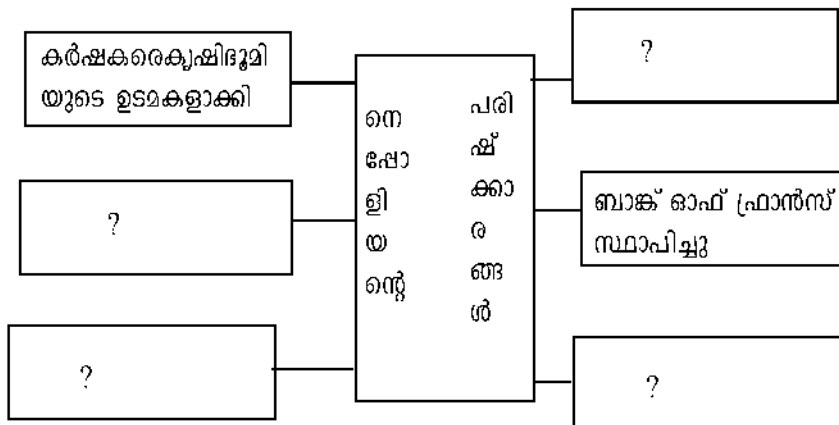 കർഷകരെകൃഷിഭൂമി
യുടെ ഉടമകളാക്കി
?
?
നെ
പ്പോ
ളി
യ
ന്റെ
പരി
ഷ്
ക്കാ
ര
ങ്ങ
ൾ
?
ബാങ്ക് ഓഫ് ഫ്രാൻസ്
സ്ഥാപിച്ചു
?